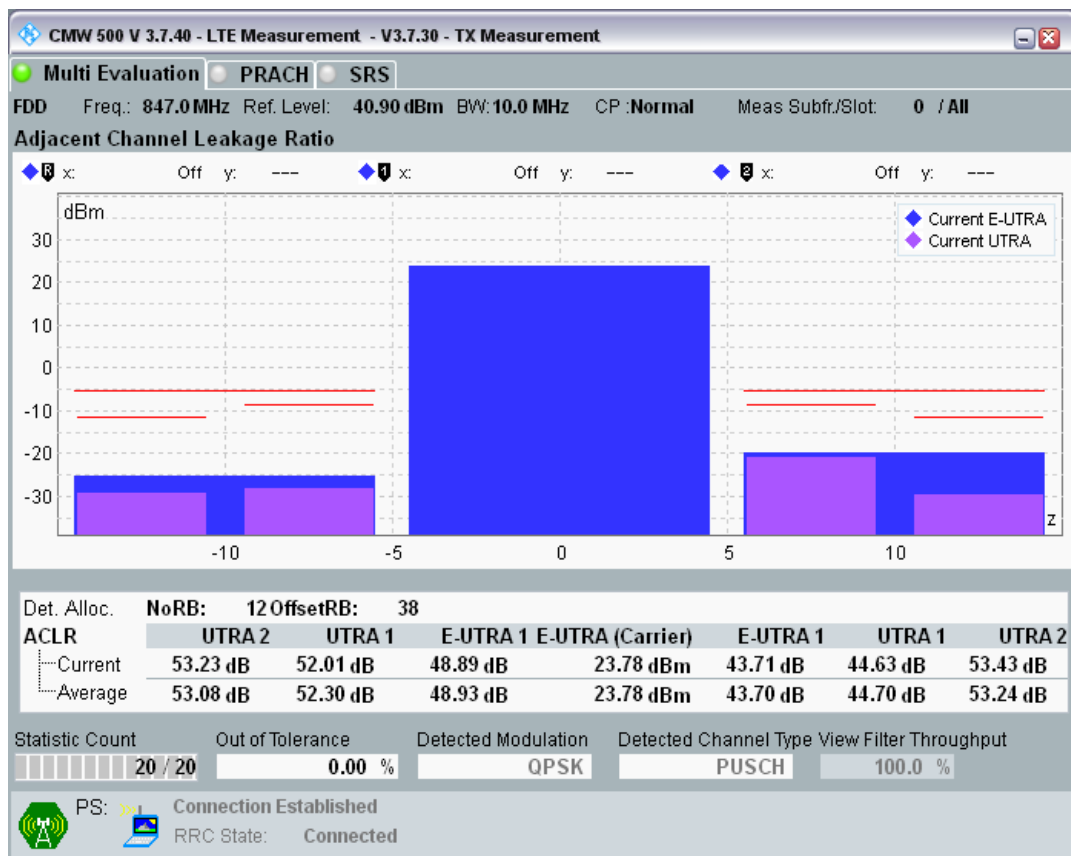 CMW 500 V 3.7.40 - LTE Measurement - V3.7.30 - TX Measurement
Multi Evaluation PRACH SRS
FDD Freq.: 847.0 MHz Ref. Level: 40.90 dBm BW: 10.0 MHz CP :Normal Meas Subfr./Slot: 0 / All
Adjacent Channel Leakage Ratio
R x: Off y: --- 1 x: Off y: --- 2 x: Off y: ---
dBm
Current E-UTRA
Current UTRA
30
20
10
0
-10
-20
-30
z
-10 -5 0 5 10
Det. Alloc. NoRB: 12 OffsetRB: 38
ACLR UTRA 2 UTRA 1 E-UTRA 1 E-UTRA (Carrier) E-UTRA 1 UTRA 1 UTRA 2
Current 53.23 dB 52.01 dB 48.89 dB 23.78 dBm 43.71 dB 44.63 dB 53.43 dB
Average 53.08 dB 52.30 dB 48.93 dB 23.78 dBm 43.70 dB 44.70 dB 53.24 dB
Statistic Count Out of Tolerance Detected Modulation Detected Channel Type View Filter Throughput
20 / 20 0.00 % QPSK PUSCH 100.0 %
PS: Connection Established
RRC State: Connected